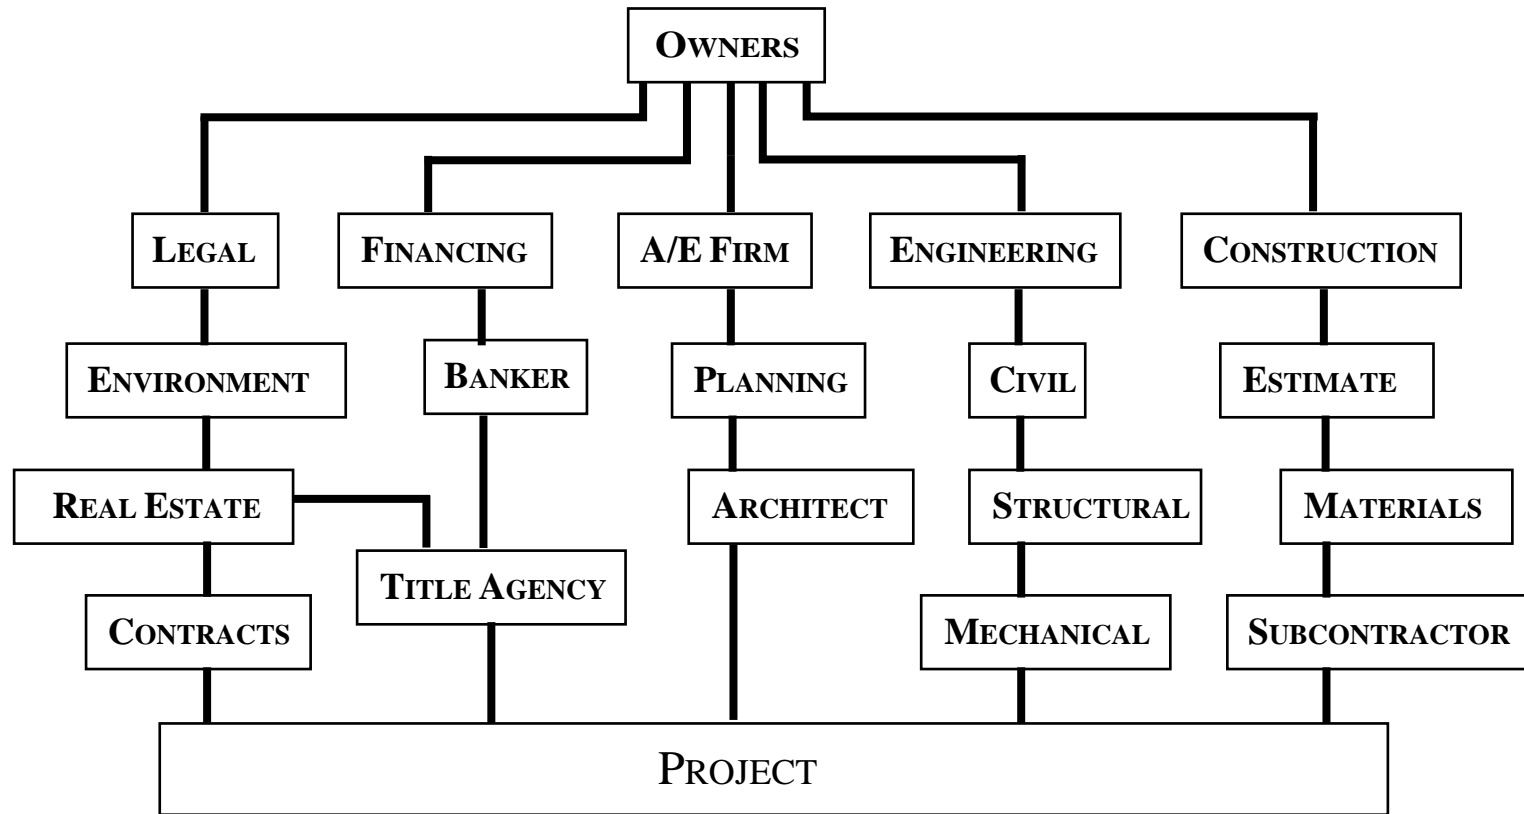 OWNERS
LEGAL
FINANCING
A/E FIRM
ENGINEERING
CONSTRUCTION
ENVIRONMENT
BANKER
PLANNING
CIVIL
ESTIMATE
REAL ESTATE
ARCHITECT
STRUCTURAL
MATERIALS
TITLE AGENCY
CONTRACTS
MECHANICAL
SUBCONTRACTOR
PROJECT